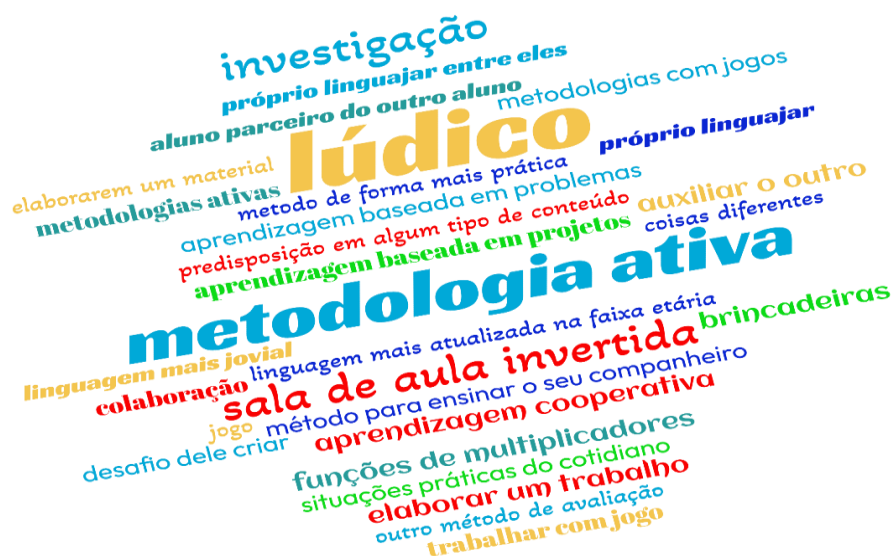 investigação
próprio linguajar entre eles
aluno parceiro do outro aluno
metodologias com jogos
lúdico
próprio linguajar
elaborarem um material
metodologias ativas
metodo de forma mais prática
aprendizagem baseada em problemas
auxiliar o outro
predisposição em algum tipo de conteúdo
coisas diferentes
aprendizagem baseada em projetos
metodologia ativa
linguagem mais atualizada na faixa etária
brincadeiras
linguagem mais jovial
colaboração
sala de aula invertida
jogo
método para ensinar o seu companheiro
desafio dele criar
aprendizagem cooperativa
funções de multiplicadores
situações práticas do cotidiano
elaborar um trabalho
outro método de avaliação
trabalhar com jogo